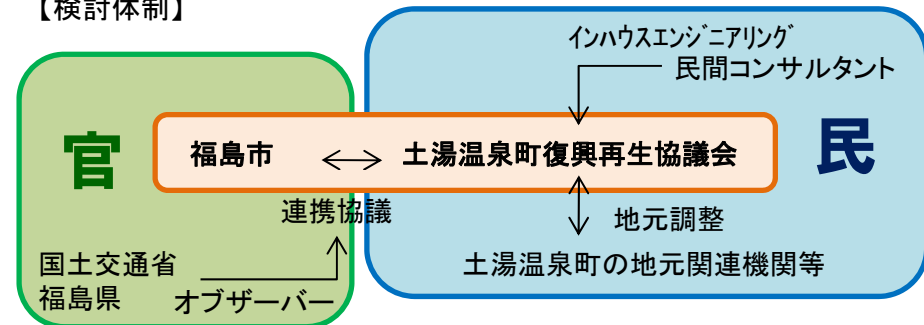 【検討体制】
インハウスエンジニアリング
民間コンサルタント
官
福島市
土湯温泉町復興再生協議会
民
連携協議
地元調整
国土交通省
福島県
オブザーバー
土湯温泉町の地元関連機関等